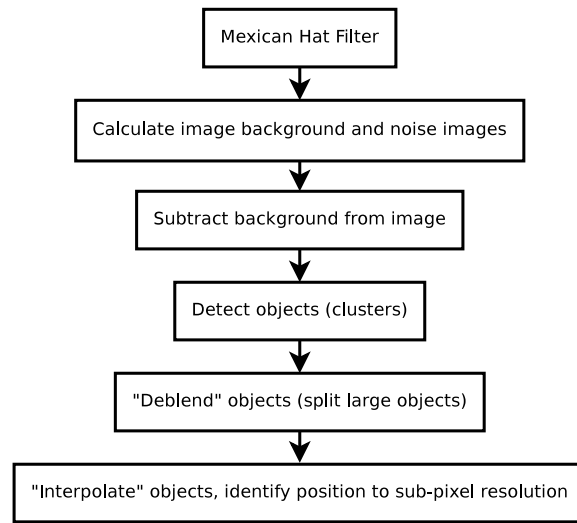 Mexican Hat Filter
Calculate image background and noise images
Subtract background from image
Detect objects (clusters)
"Deblend" objects (split large objects)
"Interpolate" objects, identify position to sub-pixel resolution